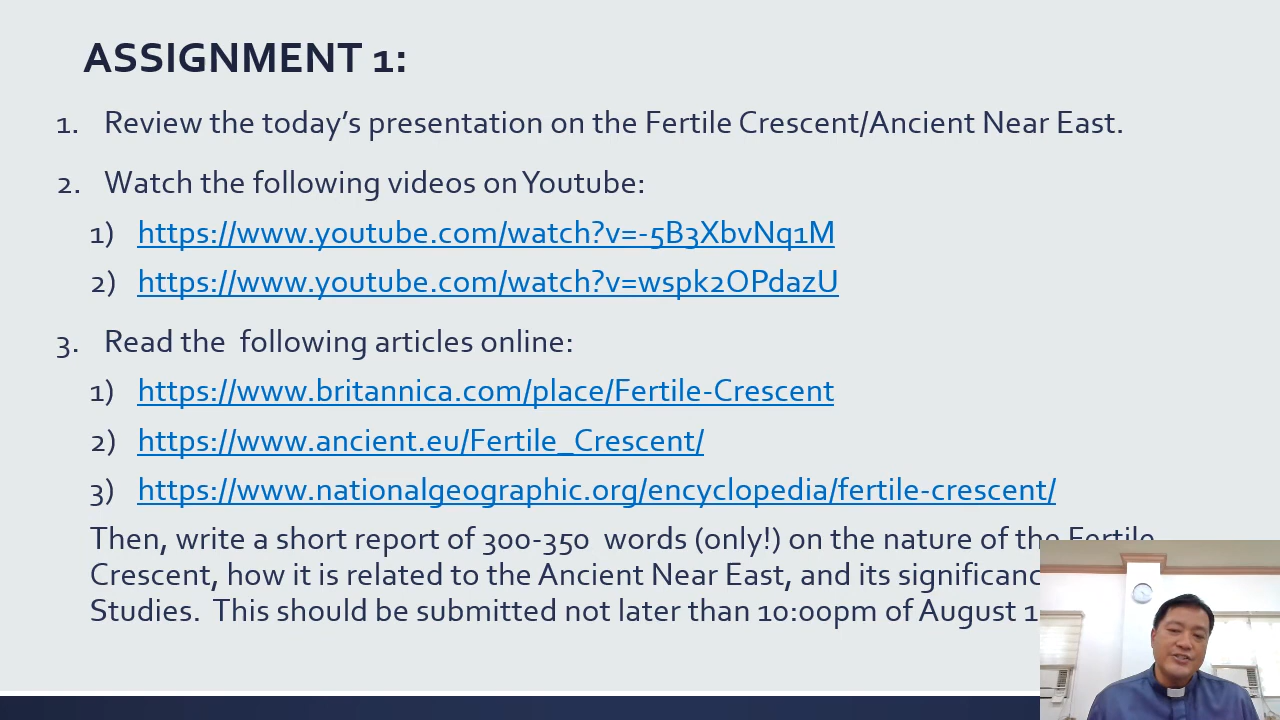 ASSIGNMENT 1:
1. Review the today's presentation on the Fertile Crescent/Ancient Near East.
2. Watch the following videos on Youtube:
1) https://www.youtube.com/watch?v=-5B3XbvNq1M
2) https://www.youtube.com/watch?v=wspk2OPdazU
3. Read the following articles online:
1) https://www.britannica.com/place/Fertile-Crescent
2) https://www.ancient.eu/Fertile_Crescent/
3) https://www.nationalgeographic.org/encyclopedia/fertile-crescent/
Then, write a short report of 300-350 words (only!) on the nature of the Fertile
Crescent, how it is related to the Ancient Near East, and its
Studies. This should be submitted not later than 10:00pm of August